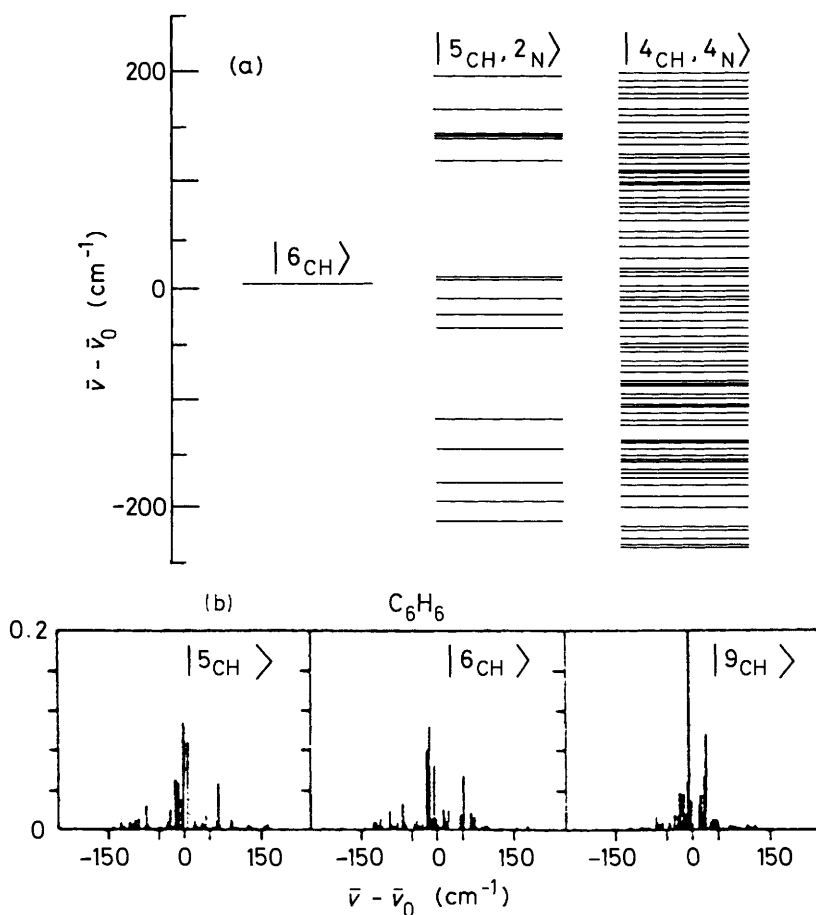 (a)
|5CH, 2N⟩
|4CH, 4N⟩
|6CH⟩
200
0
-200
ν̄ - ν̄0 (cm-1)
(b)
C6H6
0.2
0
|5CH⟩
|6CH⟩
|9CH⟩
-150 0 150
-150 0 150
-150 0 150
ν̄ - ν̄0 (cm-1)